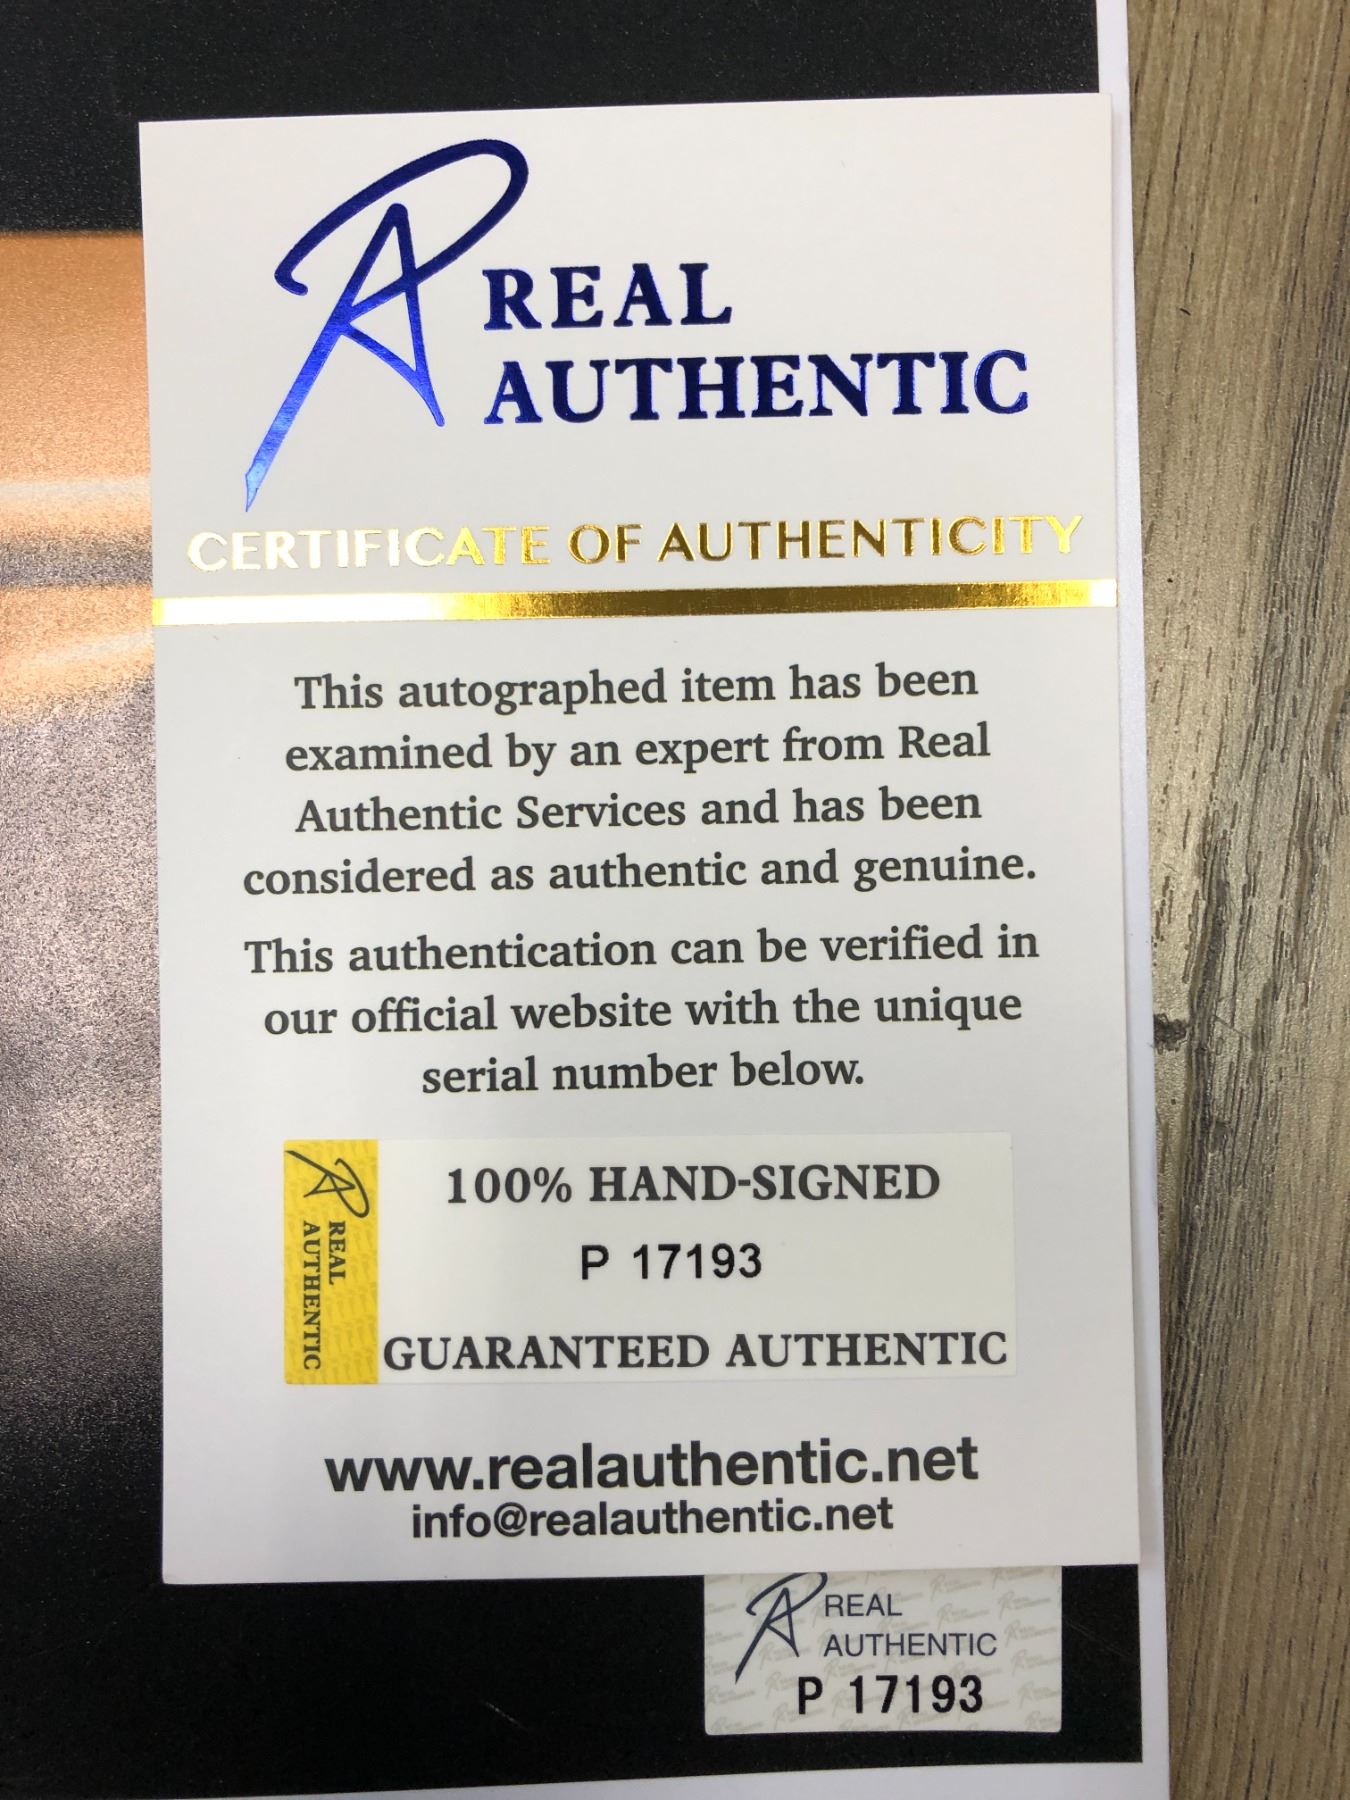 REAL
AUTHENTIC
CERTIFICATE OF AUTHENTICITY
This autographed item has been
examined by an expert from Real
Authentic Services and has been
considered as authentic and genuine.
This authentication can be verified in
our official website with the unique
serial number below.
REAL
AUTHENTIC
100% HAND-SIGNED
P 17193
GUARANTEED AUTHENTIC
www.realauthentic.net
info@realauthentic.net
REAL
AUTHENTIC
P 17193